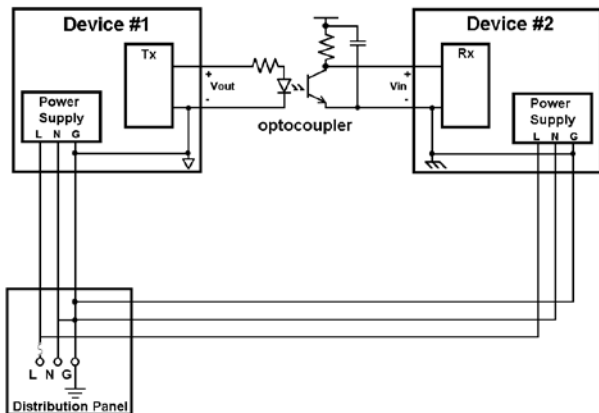 Device #1
Tx
+
Vout
-
Power
Supply
L N G
optocoupler
Device #2
+
Vin
-
Rx
Power
Supply
L N G
L N G
Distribution Panel